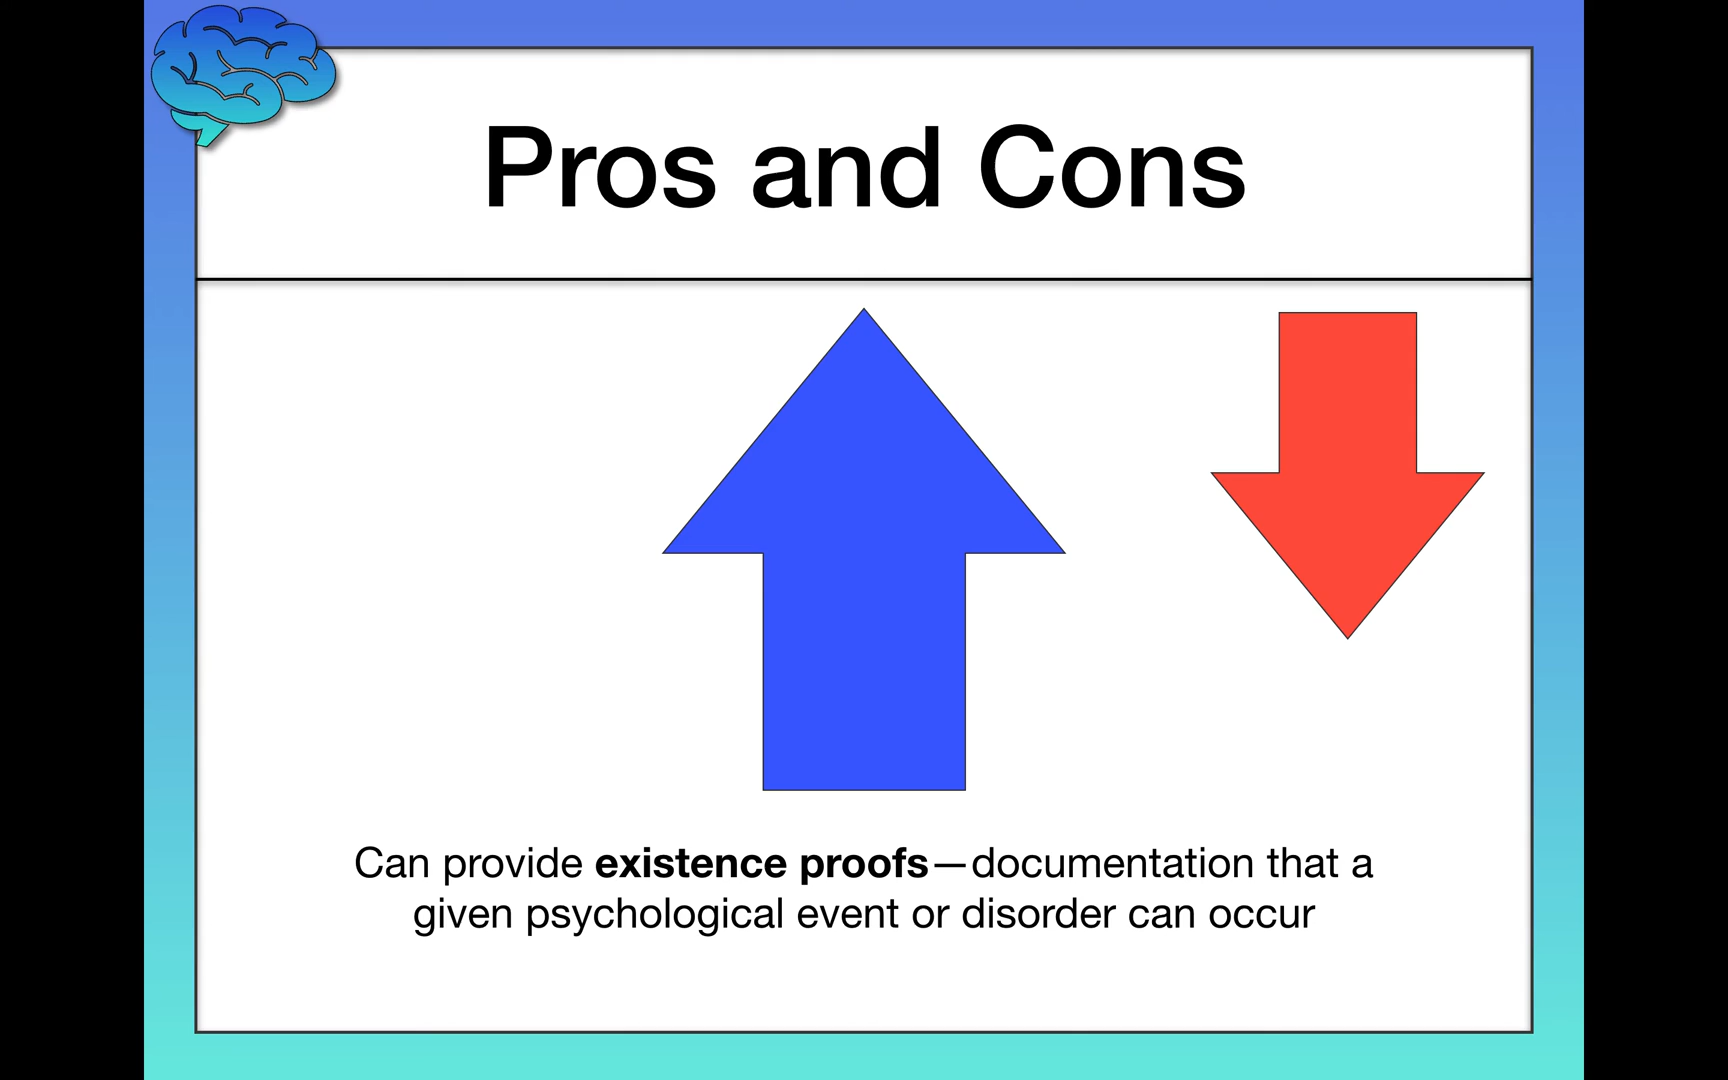 Pros and Cons
Can provide existence proofs—documentation that a
given psychological event or disorder can occur